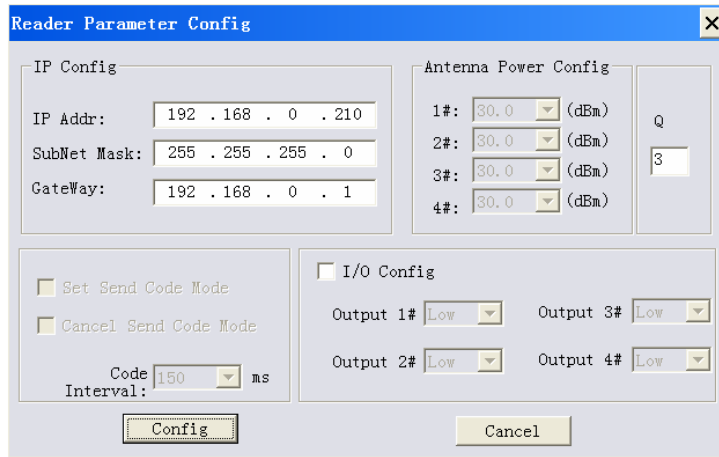 Reader Parameter Config
IP Config
IP Addr: 192 .168 . 0 .210
SubNet Mask: 255 .255 .255 . 0
GateWay: 192 .168 . 0 . 1
Antenna Power Config
1#: 30.0 (dBm)
2#: 30.0 (dBm)
3#: 30.0 (dBm)
4#: 30.0 (dBm)
Q
3
Set Send Code Mode
Cancel Send Code Mode
Code
Interval: 150 ms
I/O Config
Output 1# Low Output 3# Low
Output 2# Low Output 4# Low
Config Cancel